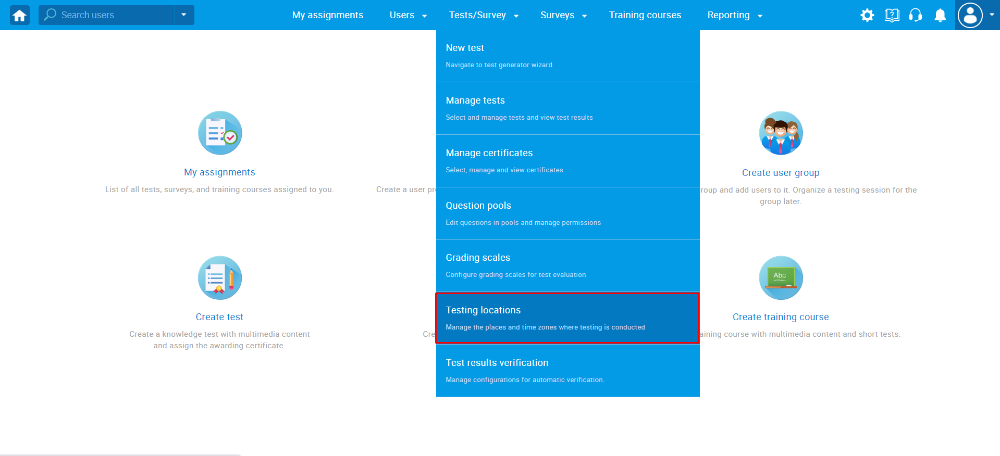 Search users
My assignments
Users
Tests/Survey
Surveys
Training courses
Reporting
New test
Navigate to test generator wizard
Manage tests
Select and manage tests and view test results
Manage certificates
Select, manage and view certificates
Question pools
Edit questions in pools and manage permissions
Grading scales
Configure grading scales for test evaluation
Testing locations
Manage the places and time zones where testing is conducted
Test results verification
Manage configurations for automatic verification.
My assignments
List of all tests, surveys, and training courses assigned to you.
Create a user
Create user group
and add users to it. Organize a testing session for the
group later.
Create test
Create a knowledge test with multimedia content
and assign the awarding certificate.
Abc
Create training course
course with multimedia content and short tests.